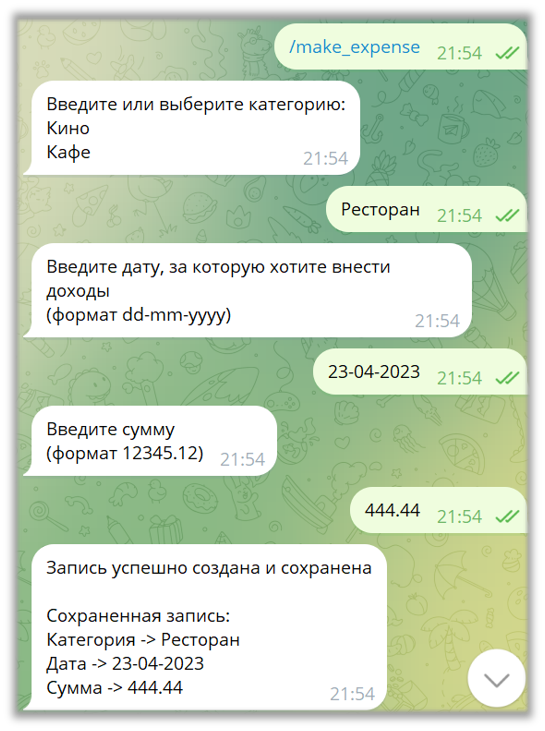 /make_expense 21:54
Введите или выберите категорию:
Кино
Кафе
21:54
Ресторан 21:54
Введите дату, за которую хотите внести
доходы
(формат dd-mm-yyyy)
21:54
23-04-2023 21:54
Введите сумму
(формат 12345.12) 21:54
444.44 21:54
Запись успешно создана и сохранена
Сохраненная запись:
Категория -> Ресторан
Дата -> 23-04-2023
Сумма -> 444.44
21:54